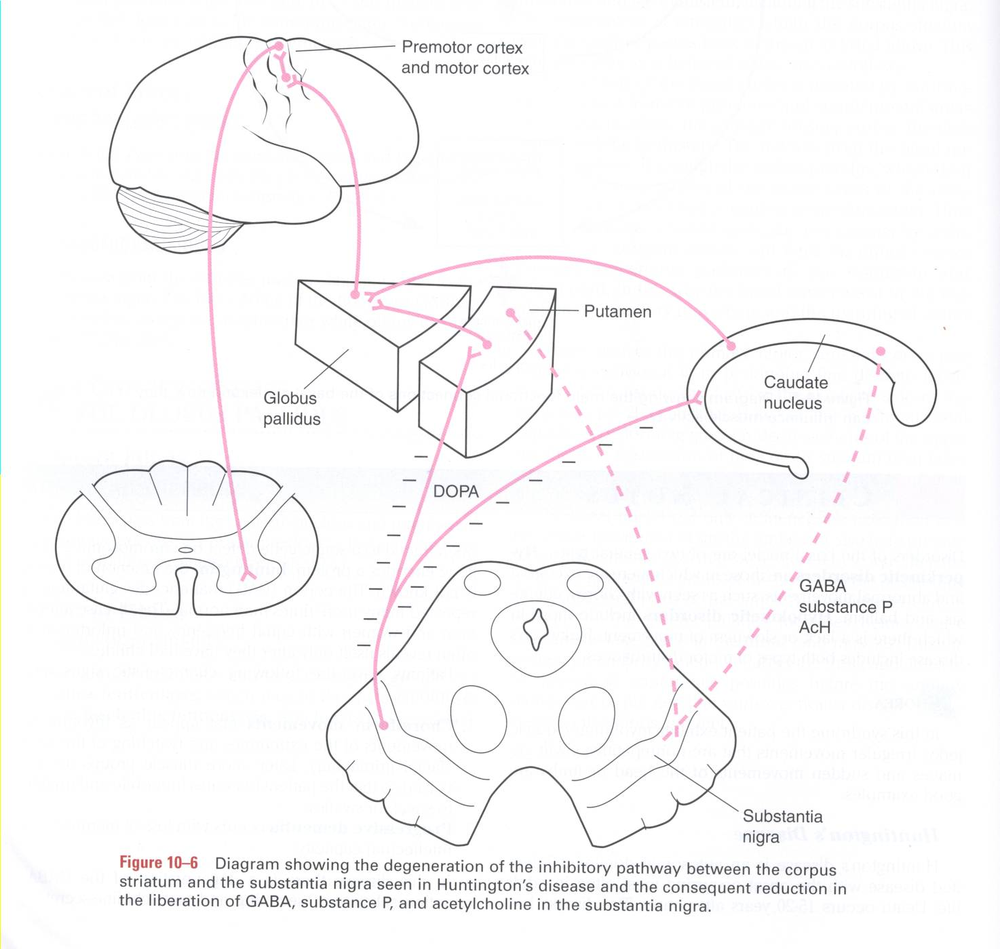 Premotor cortex
and motor cortex
Putamen
Globus
pallidus
Caudate
nucleus
DOPA
GABA
substance P
AcH
Substantia
nigra
Figure 10–6 Diagram showing the degeneration of the inhibitory pathway between the corpus
striatum and the substantia nigra seen in Huntington's disease and the consequent reduction in
the liberation of GABA, substance P, and acetylcholine in the substantia nigra.